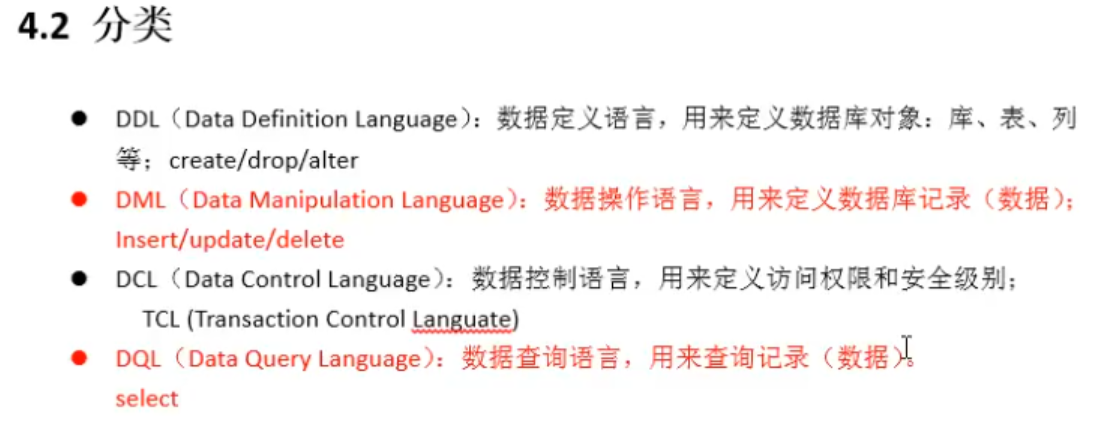 4.2 分类
● DDL（Data Definition Language）：数据定义语言，用来定义数据库对象：库、表、列
等；create/drop/alter
● DML（Data Manipulation Language）：数据操作语言，用来定义数据库记录（数据）；
Insert/update/delete
● DCL（Data Control Language）：数据控制语言，用来定义访问权限和安全级别；
TCL (Transaction Control Languate)
● DQL（Data Query Language）：数据查询语言，用来查询记录（数据）。
select